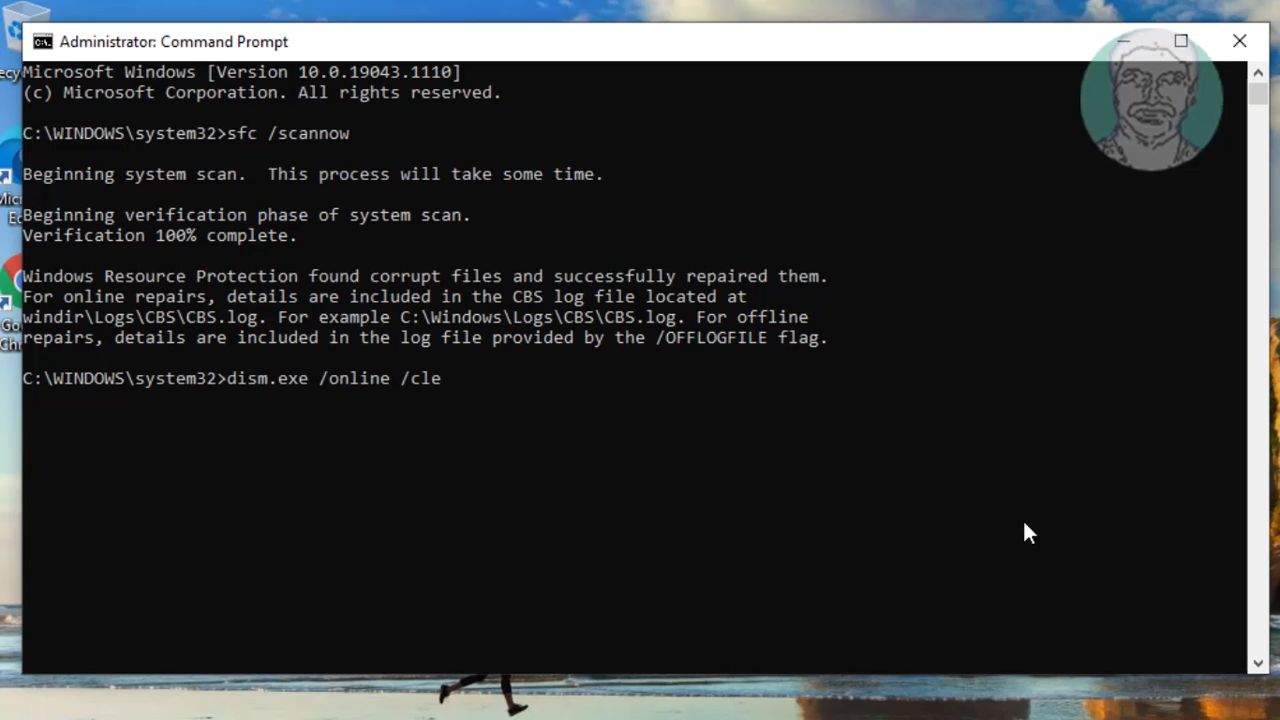 Administrator: Command Prompt
Microsoft Windows [Version 10.0.19043.1110]
(c) Microsoft Corporation. All rights reserved.
C:\WINDOWS\system32>sfc /scannow
Beginning system scan.  This process will take some time.
Beginning verification phase of system scan.
Verification 100% complete.
Windows Resource Protection found corrupt files and successfully repaired them.
For online repairs, details are included in the CBS log file located at
windir\Logs\CBS\CBS.log. For example C:\Windows\Logs\CBS\CBS.log. For offline
repairs, details are included in the log file provided by the /OFFLOGFILE flag.
C:\WINDOWS\system32>dism.exe /online /cle